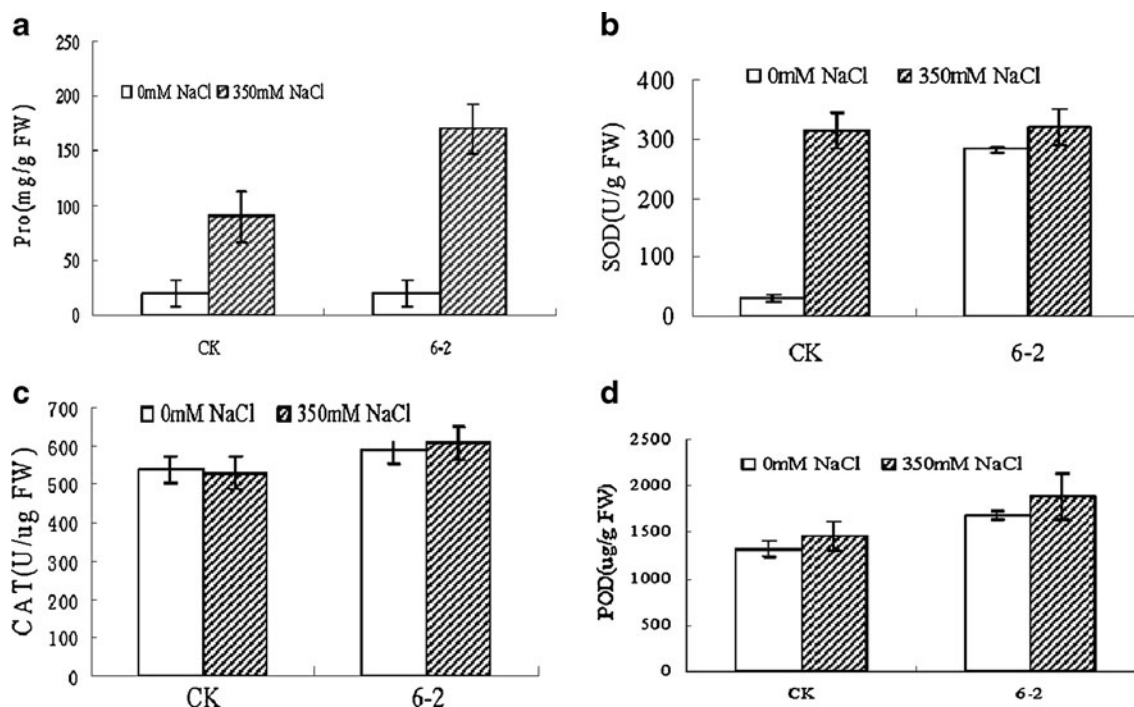 a
250
200
150
100
50
0
Pro(mg/g FW)
0mM NaCl 350mM NaCl
CK 6-2
b
400
300
200
100
0
SOD(U/g FW)
0mM NaCl 350mM NaCl
CK 6-2
c
700
600
500
400
300
200
100
0
CAT(U/ug FW)
0mM NaCl 350mM NaCl
CK 6-2
d
2500
2000
1500
1000
500
0
POD(ug/g FW)
0mM NaCl 350mM NaCl
CK 6-2